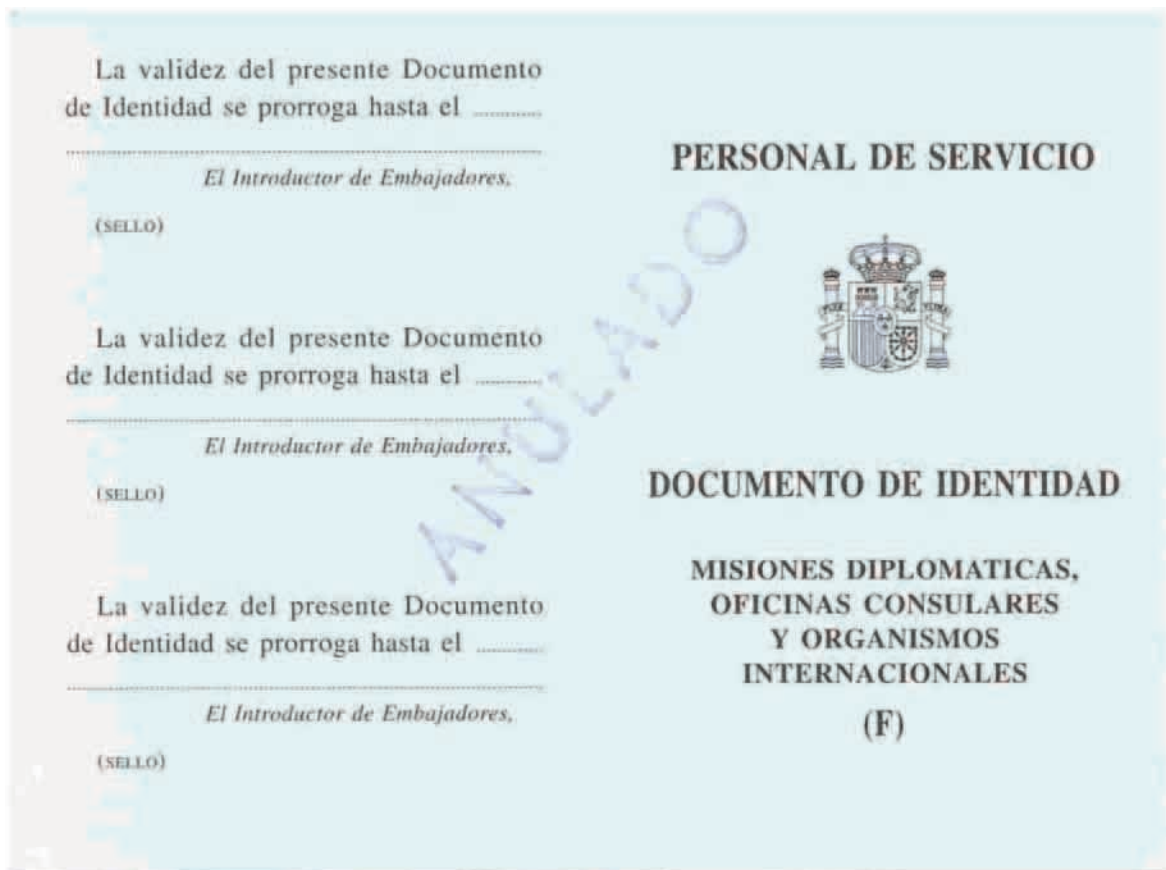 La validez del presente Documento
de Identidad se prorroga hasta el ............
El Introductor de Embajadores,
(SELLO)
La validez del presente Documento
de Identidad se prorroga hasta el ............
El Introductor de Embajadores,
(SELLO)
La validez del presente Documento
de Identidad se prorroga hasta el ............
El Introductor de Embajadores,
(SELLO)
ANULADO
PERSONAL DE SERVICIO
DOCUMENTO DE IDENTIDAD
MISIONES DIPLOMATICAS,
OFICINAS CONSULARES
Y ORGANISMOS
INTERNACIONALES
(F)